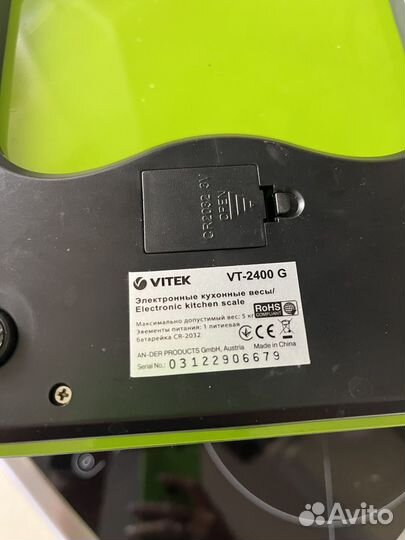 CR2032 3V
OPEN
VITEK VT-2400 G
Электронные кухонные весы/
Electronic kitchen scale
RoHS
COMPLIANT
Максимально допустимый вес: 5 кг
Элементы питания: 1 литиевая
батарейка CR-2032
AN-DER PRODUCTS GmbH, Austria
Made in China
Serial No.: 03122906679
Avito